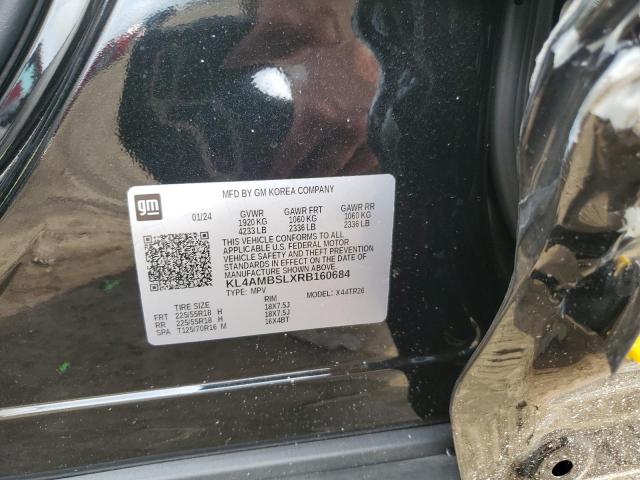 MFD BY GM KOREA COMPANY
gm
01/24 GVWR GAWR FRT GAWR RR
1920 KG 1060 KG 1060 KG
4233 LB 2336 LB 2336 LB
THIS VEHICLE CONFORMS TO ALL
APPLICABLE U.S. FEDERAL MOTOR
VEHICLE SAFETY AND THEFT PREVENTION
STANDARDS IN EFFECT ON THE DATE OF
MANUFACTURE SHOWN ABOVE.
KL4AMBSLXRB160684
TYPE: MPV MODEL: X44TR26
TIRE SIZE RIM
FRT 225/55R18 H 18X7.5J
RR 225/55R18 H 18X7.5J
SPA T125/70R16 M 16X4BT